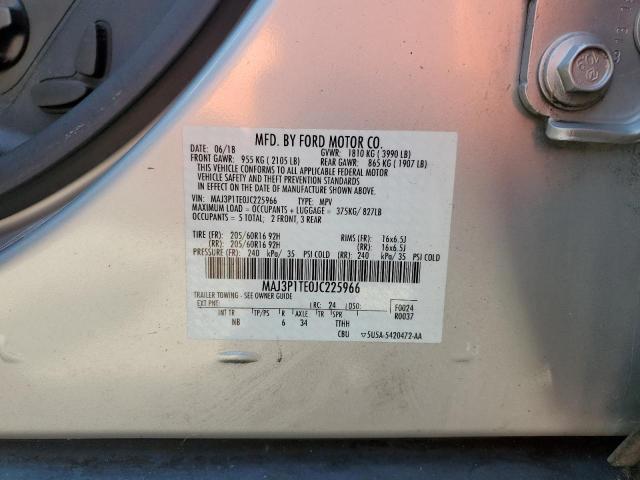 MFD. BY FORD MOTOR CO.
DATE: 06/18 GVWR: 1810 KG ( 3990 LB)
FRONT GAWR: 955 KG ( 2105 LB) REAR GAWR: 865 KG ( 1907 LB)
THIS VEHICLE CONFORMS TO ALL APPLICABLE FEDERAL MOTOR
VEHICLE SAFETY, BUMPER, AND THEFT PREVENTION STANDARDS
IN EFFECT ON THE DATE OF MANUFACTURE SHOWN ABOVE.
VIN: MAJ3P1TE0JC225966 TYPE: MPV
MAXIMUM LOAD = OCCUPANTS + LUGGAGE = 375KG/ 827LB
OCCUPANTS = 5 TOTAL: 2 FRONT, 3 REAR
TIRE (FR): 205/60R16 92H RIMS (FR): 16x6.5J
(RR): 205/60R16 92H (RR): 16x6.5J
PRESSURE (FR): 240 kPa/ 35 PSI COLD (RR) 240 kPa/ 35 PSI COLD
MAJ3P1TE0JC225966
TRAILER TOWING - SEE OWNER GUIDE
EXT PNT: RC: 24 DSO: F0024
R0037
INT TR TP/PS R AXLE TR SPR
NB 6 34 TTHH
CBU ▽5U5A-5420472-AA